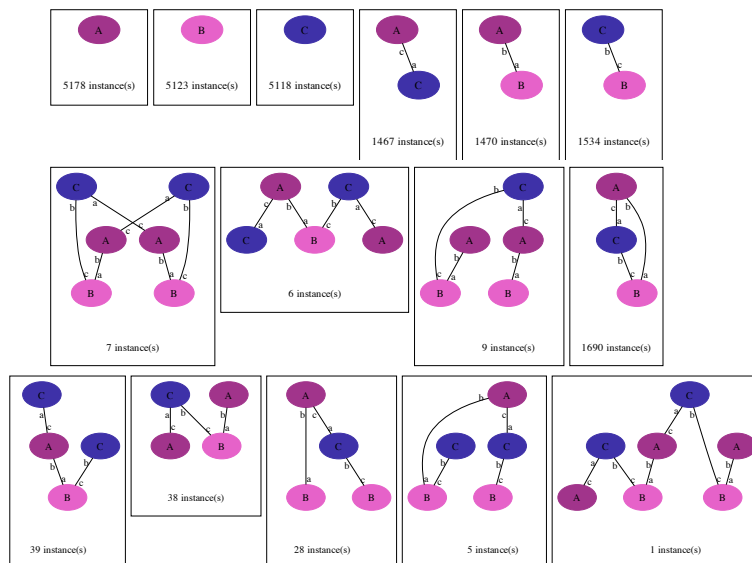 A
5178 instance(s)
B
5123 instance(s)
C
5118 instance(s)
A
c
a
C
1467 instance(s)
A
b
a
B
1470 instance(s)
C
b
c
B
1534 instance(s)
C C
b a a b
c c
A A
b b
c a a c
B B
7 instance(s)
A C
c b b a
a a c c
C B A
6 instance(s)
C
b a
c
A A
b b
c a a
B B
9 instance(s)
A
c b
a
C
b
c a
B
1690 instance(s)
C
a
c
A C
b b
a c
B
39 instance(s)
C A
a b b
c c a
A B
38 instance(s)
A
b c
a
C
b
a c
B B
28 instance(s)
A
b c
a
C C
b b
a c c
B B
5 instance(s)
C
a b
c
C A A
a b b b
c c a c a
A B B
1 instance(s)